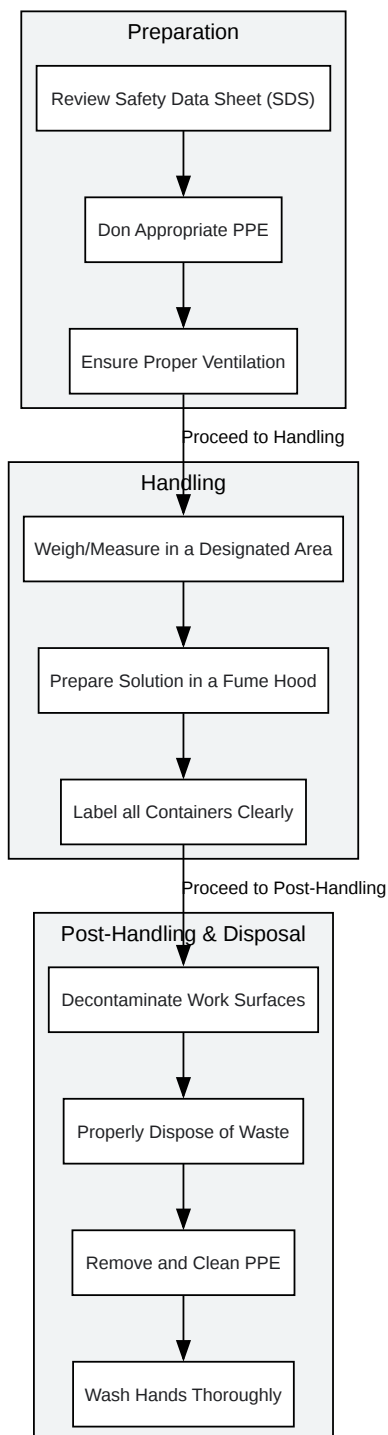 Preparation
Review Safety Data Sheet (SDS)
Don Appropriate PPE
Ensure Proper Ventilation
Proceed to Handling
Handling
Weigh/Measure in a Designated Area
Prepare Solution in a Fume Hood
Label all Containers Clearly
Proceed to Post-Handling
Post-Handling & Disposal
Decontaminate Work Surfaces
Properly Dispose of Waste
Remove and Clean PPE
Wash Hands Thoroughly